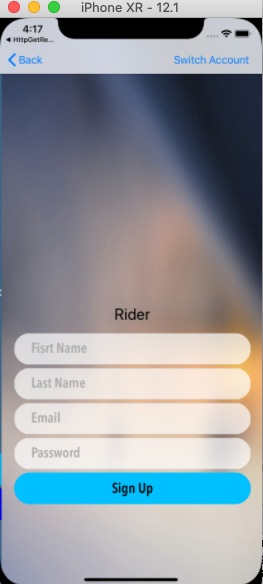 iPhone XR - 12.1
4:17
◀ HttpGetRe...
Back
Switch Account
Rider
Fisrt Name
Last Name
Email
Password
Sign Up